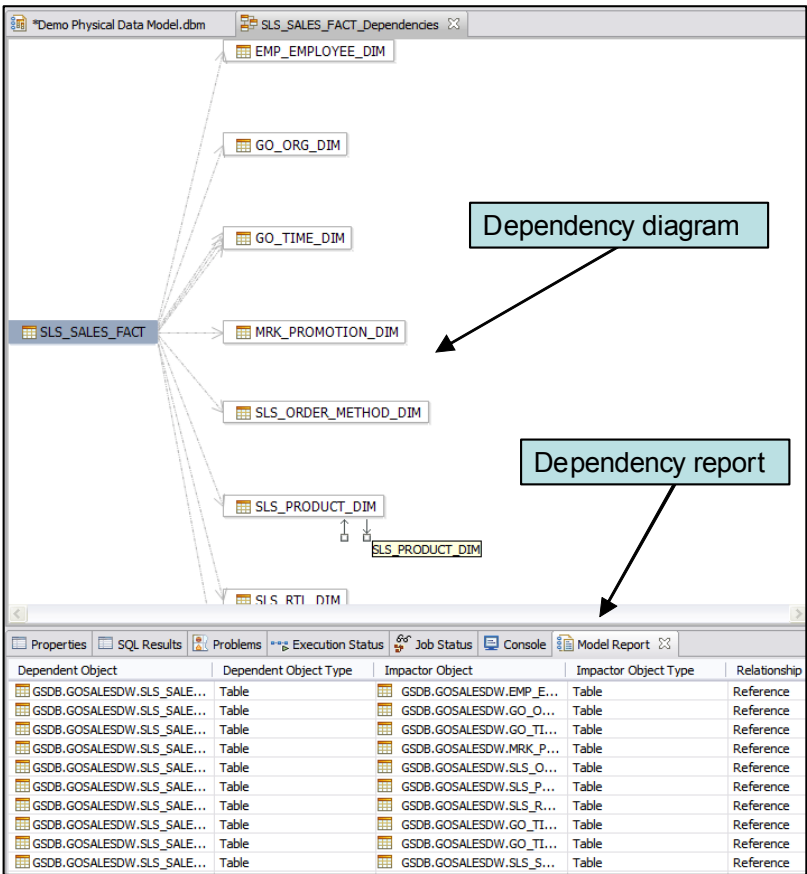 *Demo Physical Data Model.dbm SLS_SALES_FACT_Dependencies
EMP_EMPLOYEE_DIM
GO_ORG_DIM
Dependency diagram
GO_TIME_DIM
SLS_SALES_FACT
MRK_PROMOTION_DIM
SLS_ORDER_METHOD_DIM
Dependency report
SLS_PRODUCT_DIM
SLS_PRODUCT_DIM
SLS_RTL_DIM
Properties SQL Results Problems Execution Status Job Status Console Model Report
Dependent Object Dependent Object Type Impactor Object Impactor Object Type Relationship
GSDB.GOSALESDW.SLS_SALE... Table GSDB.GOSALESDW.EMP_E... Table Reference
GSDB.GOSALESDW.SLS_SALE... Table GSDB.GOSALESDW.GO_O... Table Reference
GSDB.GOSALESDW.SLS_SALE... Table GSDB.GOSALESDW.GO_TI... Table Reference
GSDB.GOSALESDW.SLS_SALE... Table GSDB.GOSALESDW.MRK_P... Table Reference
GSDB.GOSALESDW.SLS_SALE... Table GSDB.GOSALESDW.SLS_O... Table Reference
GSDB.GOSALESDW.SLS_SALE... Table GSDB.GOSALESDW.SLS_P... Table Reference
GSDB.GOSALESDW.SLS_SALE... Table GSDB.GOSALESDW.SLS_R... Table Reference
GSDB.GOSALESDW.SLS_SALE... Table GSDB.GOSALESDW.GO_TI... Table Reference
GSDB.GOSALESDW.SLS_SALE... Table GSDB.GOSALESDW.GO_TI... Table Reference
GSDB.GOSALESDW.SLS_SALE... Table GSDB.GOSALESDW.SLS_S... Table Reference